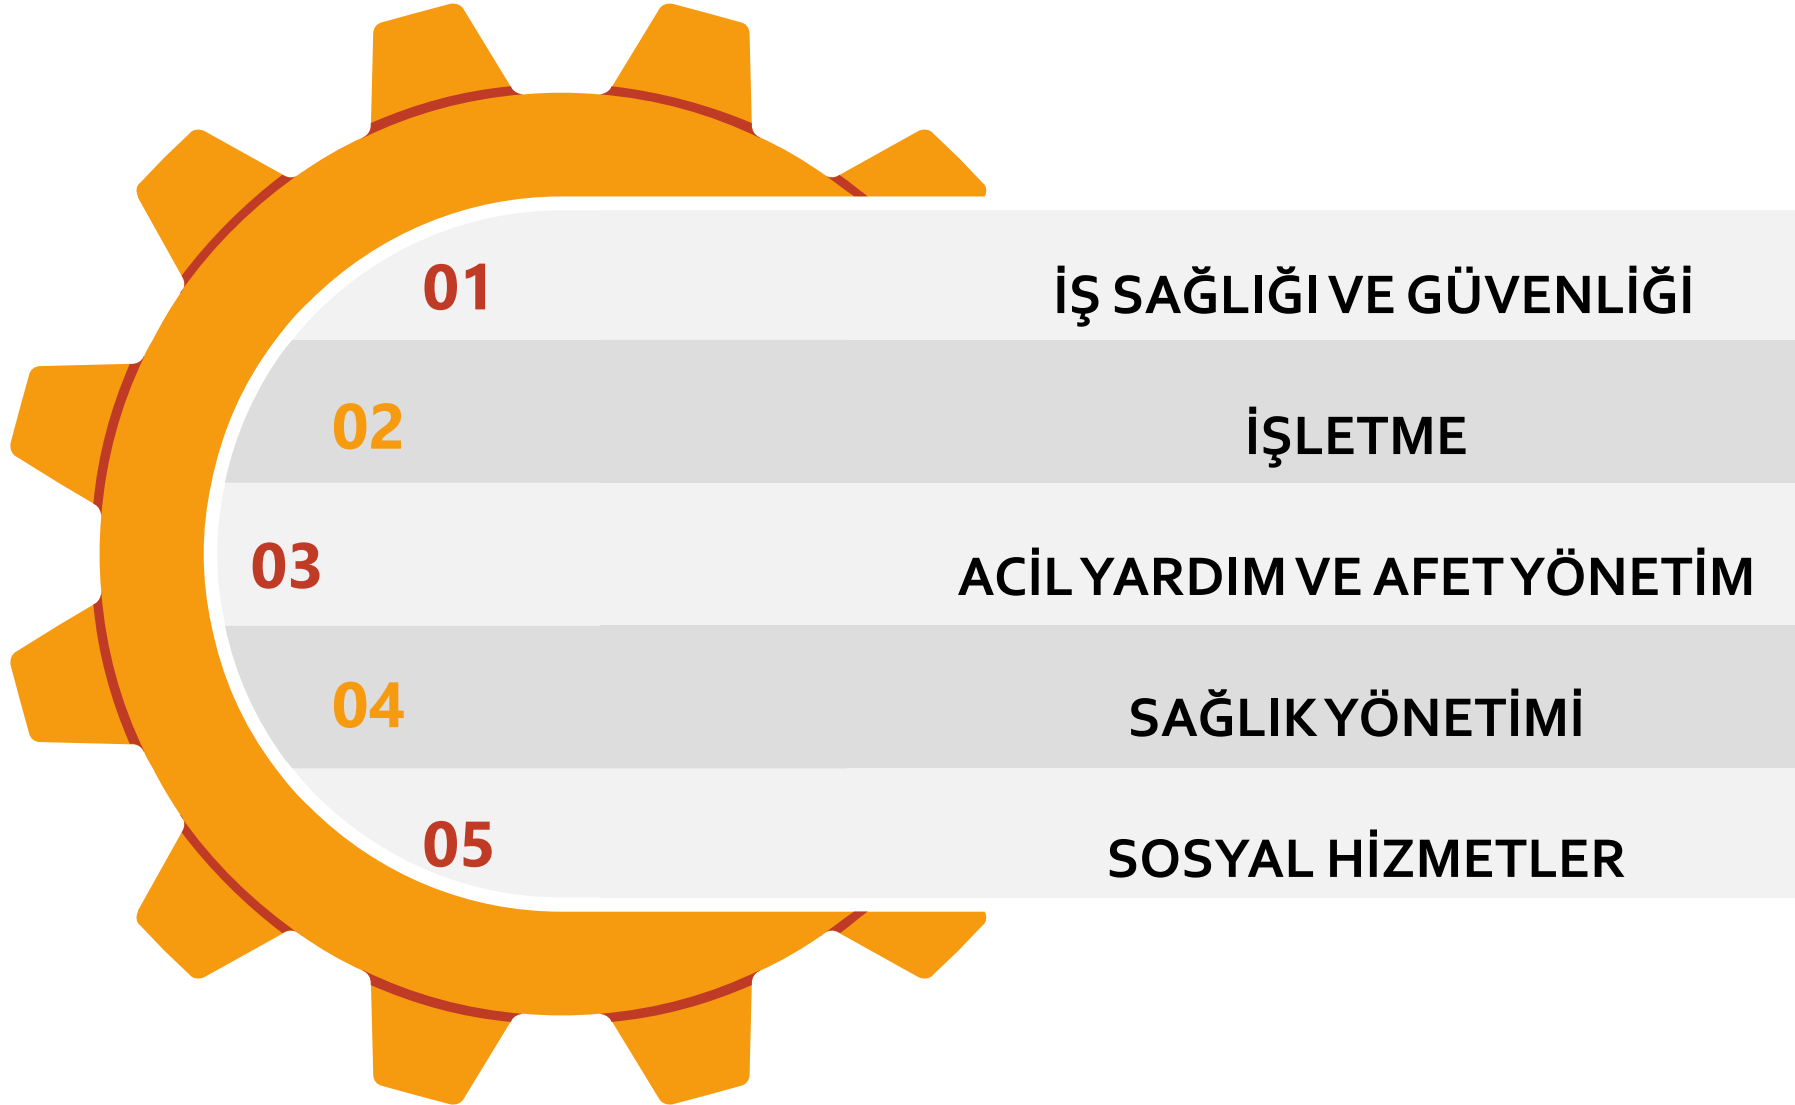 01 İŞ SAĞLIĞI VE GÜVENLİĞİ
02 İŞLETME
03 ACİL YARDIM VE AFET YÖNETİM
04 SAĞLIK YÖNETİMİ
05 SOSYAL HİZMETLER